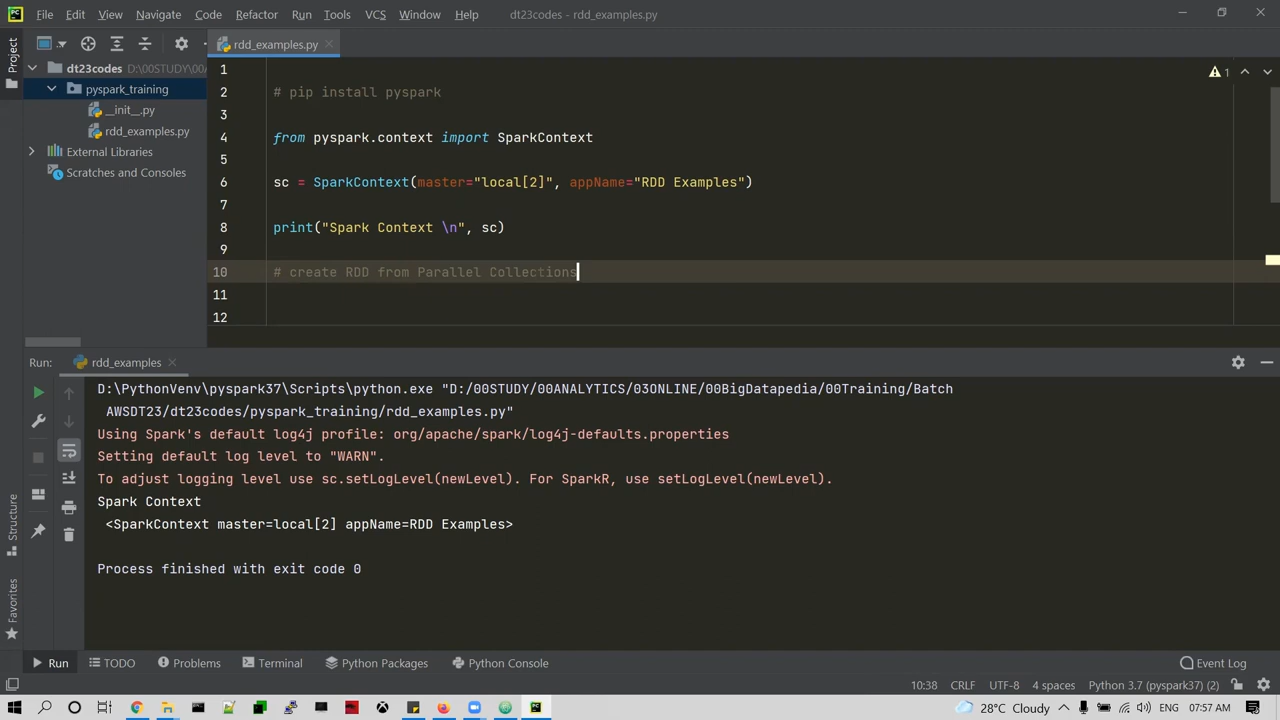 File Edit View Navigate Code Refactor Run Tools VCS Window Help dt23codes - rdd_examples.py
Project
rdd_examples.py
dt23codes D:\00STUDY\00A
pyspark_training
__init__.py
rdd_examples.py
External Libraries
Scratches and Consoles
1
2 # pip install pyspark
3
4 from pyspark.context import SparkContext
5
6 sc = SparkContext(master="local[2]", appName="RDD Examples")
7
8 print("Spark Context \n", sc)
9
10 # create RDD from Parallel Collections
11
12
1
Run: rdd_examples
D:\PythonVenv\pyspark37\Scripts\python.exe "D:/00STUDY/00ANALYTICS/03ONLINE/00BigDatapedia/00Training/Batch
AWSDT23/dt23codes/pyspark_training/rdd_examples.py"
Using Spark's default log4j profile: org/apache/spark/log4j-defaults.properties
Setting default log level to "WARN".
To adjust logging level use sc.setLogLevel(newLevel). For SparkR, use setLogLevel(newLevel).
Spark Context
<SparkContext master=local[2] appName=RDD Examples>
Process finished with exit code 0
Structure
Favorites
Run TODO Problems Terminal Python Packages Python Console Event Log
10:38 CRLF UTF-8 4 spaces Python 3.7 (pyspark37) (2)
28°C Cloudy ENG 07:57 AM